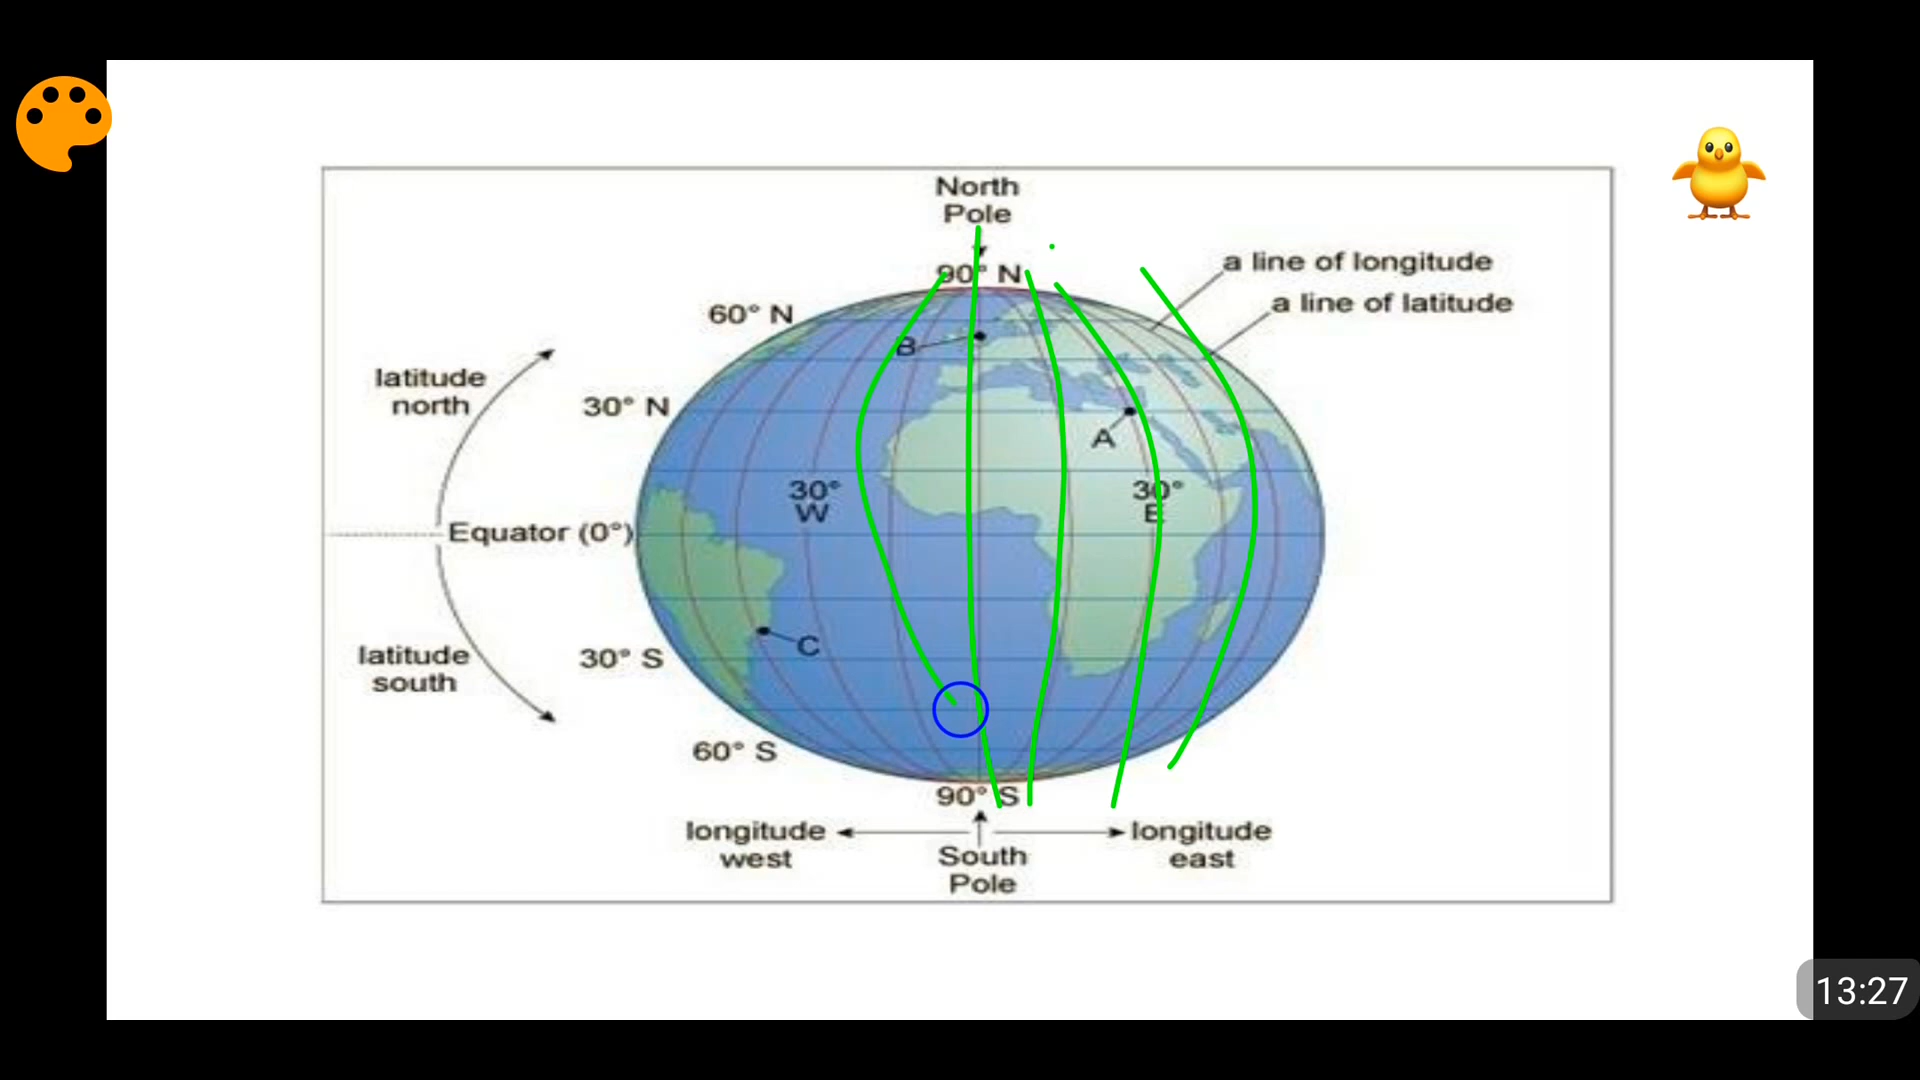 North
Pole
90° N
a line of longitude
a line of latitude
60° N
B
latitude
north
30° N
A
30°
W
30°
E
Equator (0°)
C
latitude
south
30° S
60° S
90° S
longitude
west
longitude
east
South
Pole
13:27